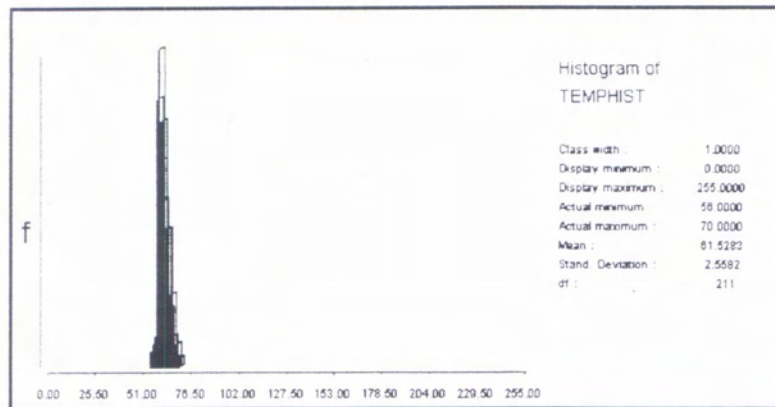 Histogram of
TEMPHIST
Class width : 1.0000
Display minimum : 0.0000
Display maximum : 255.0000
Actual minimum 56.0000
Actual maximum : 70.0000
Mean : 61.5283
Stand. Deviation : 2.5582
df : 211
f
0.00 25.50 51.00 76.50 102.00 127.50 153.00 178.50 204.00 229.50 255.00